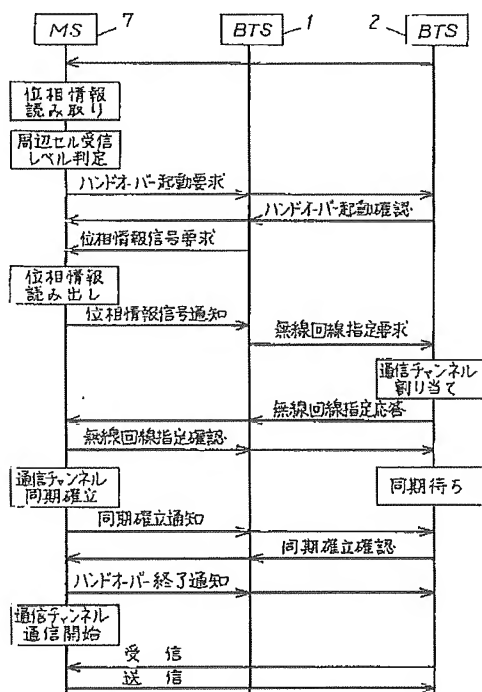 MS 7 BTS 1 2 BTS
位相情報
読み取り
周辺セル受信
レベル判定
ハンドオーバー起動要求
ハンドオーバー起動確認
位相情報信号要求
位相情報
読み出し
位相情報信号通知
無線回線指定要求
通信チャンネル
割り当て
無線回線指定応答
無線回線指定確認
通信チャンネル
同期確立
同期待ち
同期確立通知
同期確立確認
ハンドオーバー終了通知
通信チャンネル
通信開始
受信
送信